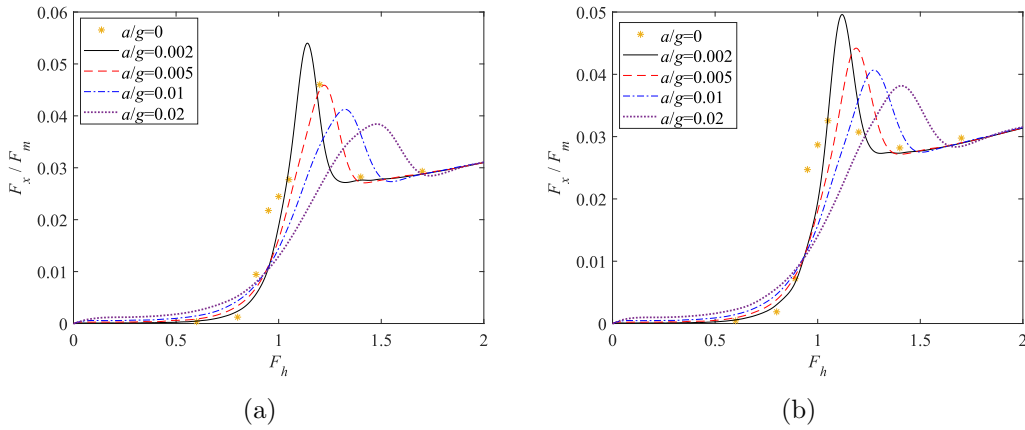 0.06
0.05
0.04
0.03
0.02
0.01
0
F_x / F_m
a/g=0
a/g=0.002
a/g=0.005
a/g=0.01
a/g=0.02
0 0.5 1 1.5 2
F_h
(a)
0.05
0.04
0.03
0.02
0.01
0
F_x / F_m
a/g=0
a/g=0.002
a/g=0.005
a/g=0.01
a/g=0.02
0 0.5 1 1.5 2
F_h
(b)